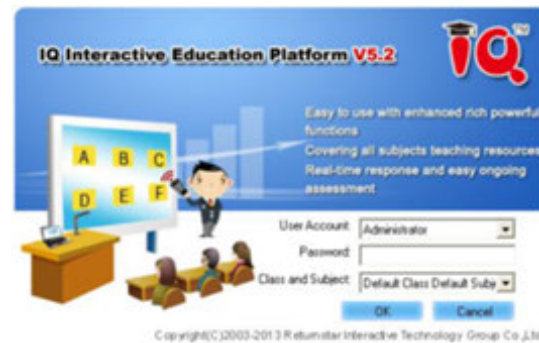 IQ Interactive Education Platform V5.2
IQ™
Easy to use with enhanced rich powerful
functions
Covering all subjects teaching resources
Real-time response and easy ongoing
assessment
A B C
D E F
User Account: Administrator
Password:
Class and Subject: Default Class Default Subje
OK Cancel
Copyright(C)2003-2013 Returnstar Interactive Technology Group Co.,Ltd